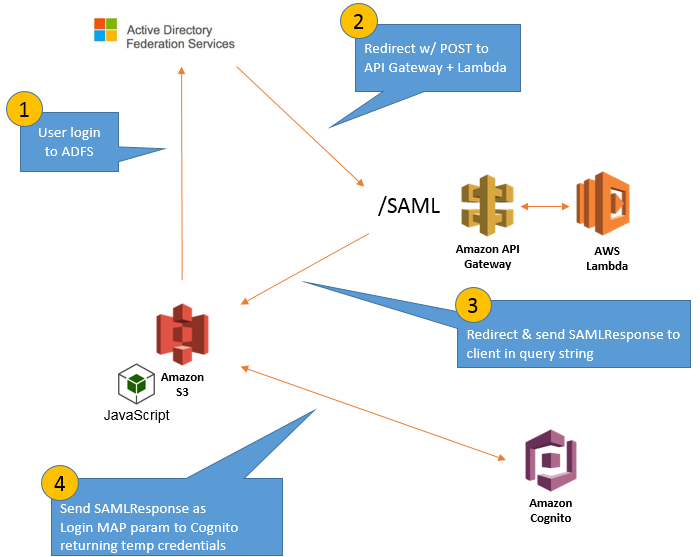 Active Directory
Federation Services
1
User login
to ADFS
2
Redirect w/ POST to
API Gateway + Lambda
/SAML
Amazon API
Gateway
AWS
Lambda
3
Redirect & send SAMLResponse to
client in query string
Amazon
S3
JavaScript
4
Send SAMLResponse as
Login MAP param to Cognito
returning temp credentials
Amazon
Cognito